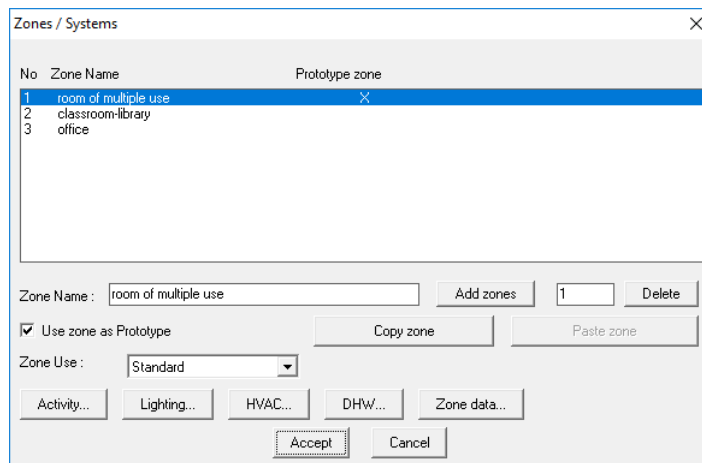 Zones / Systems
No Zone Name Prototype zone
1 room of multiple use X
2 classroom-library
3 office
Zone Name : room of multiple use Add zones 1 Delete
Use zone as Prototype Copy zone Paste zone
Zone Use : Standard
Activity... Lighting... HVAC... DHW... Zone data...
Accept Cancel